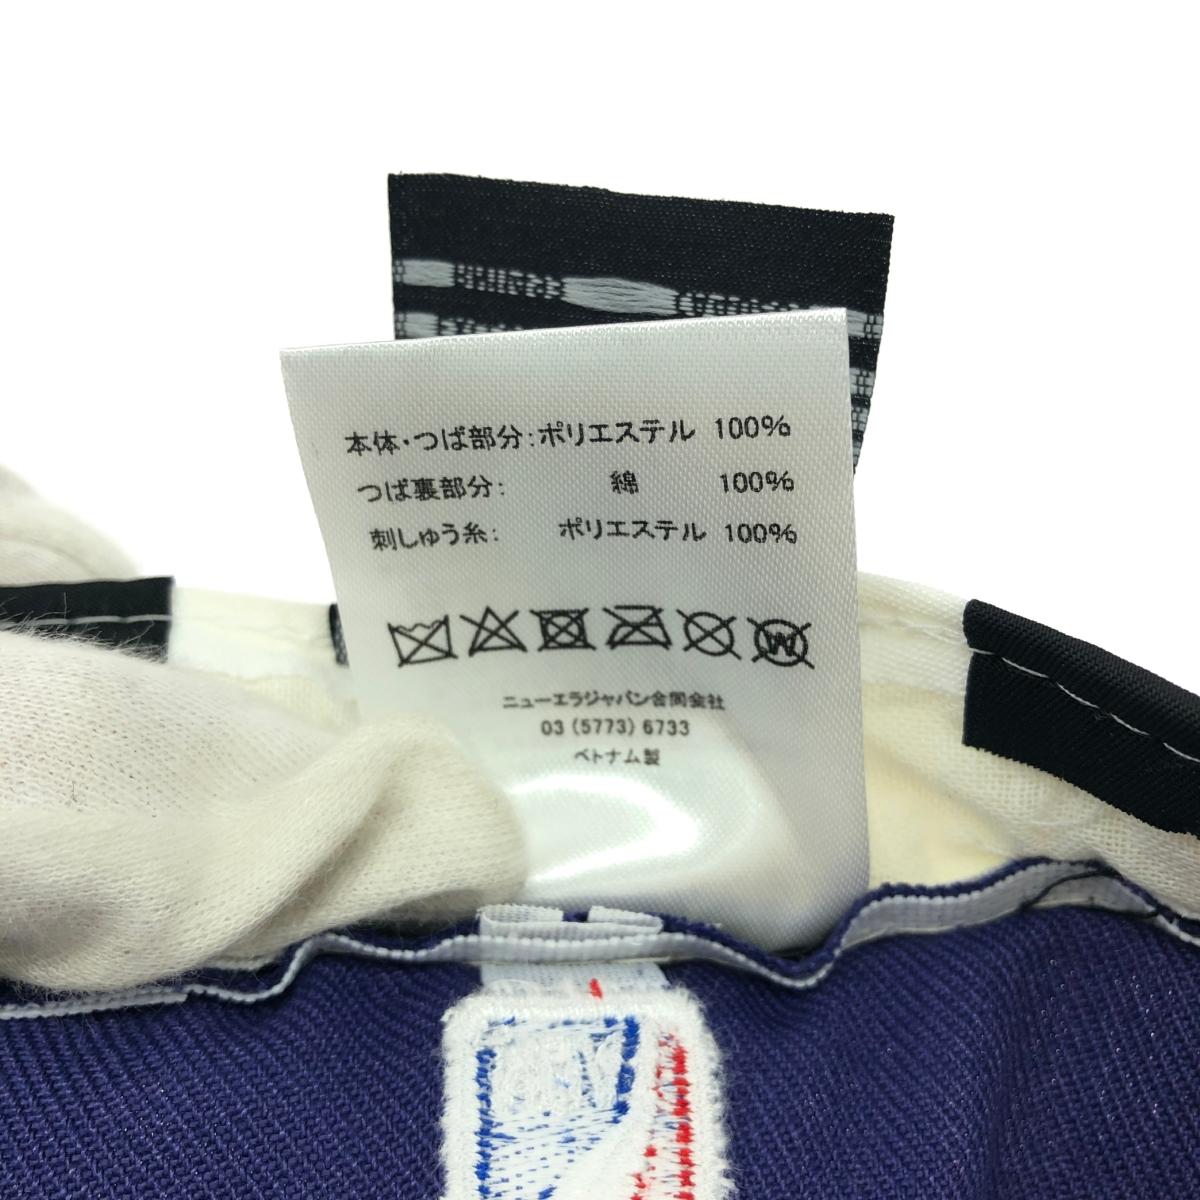 本体・つば部分:ポリエステル 100%
つば裏部分: 綿 100%
刺しゅう糸: ポリエステル 100%
W
ニューエラジャパン合同会社
03 (5773) 6733
ベトナム製